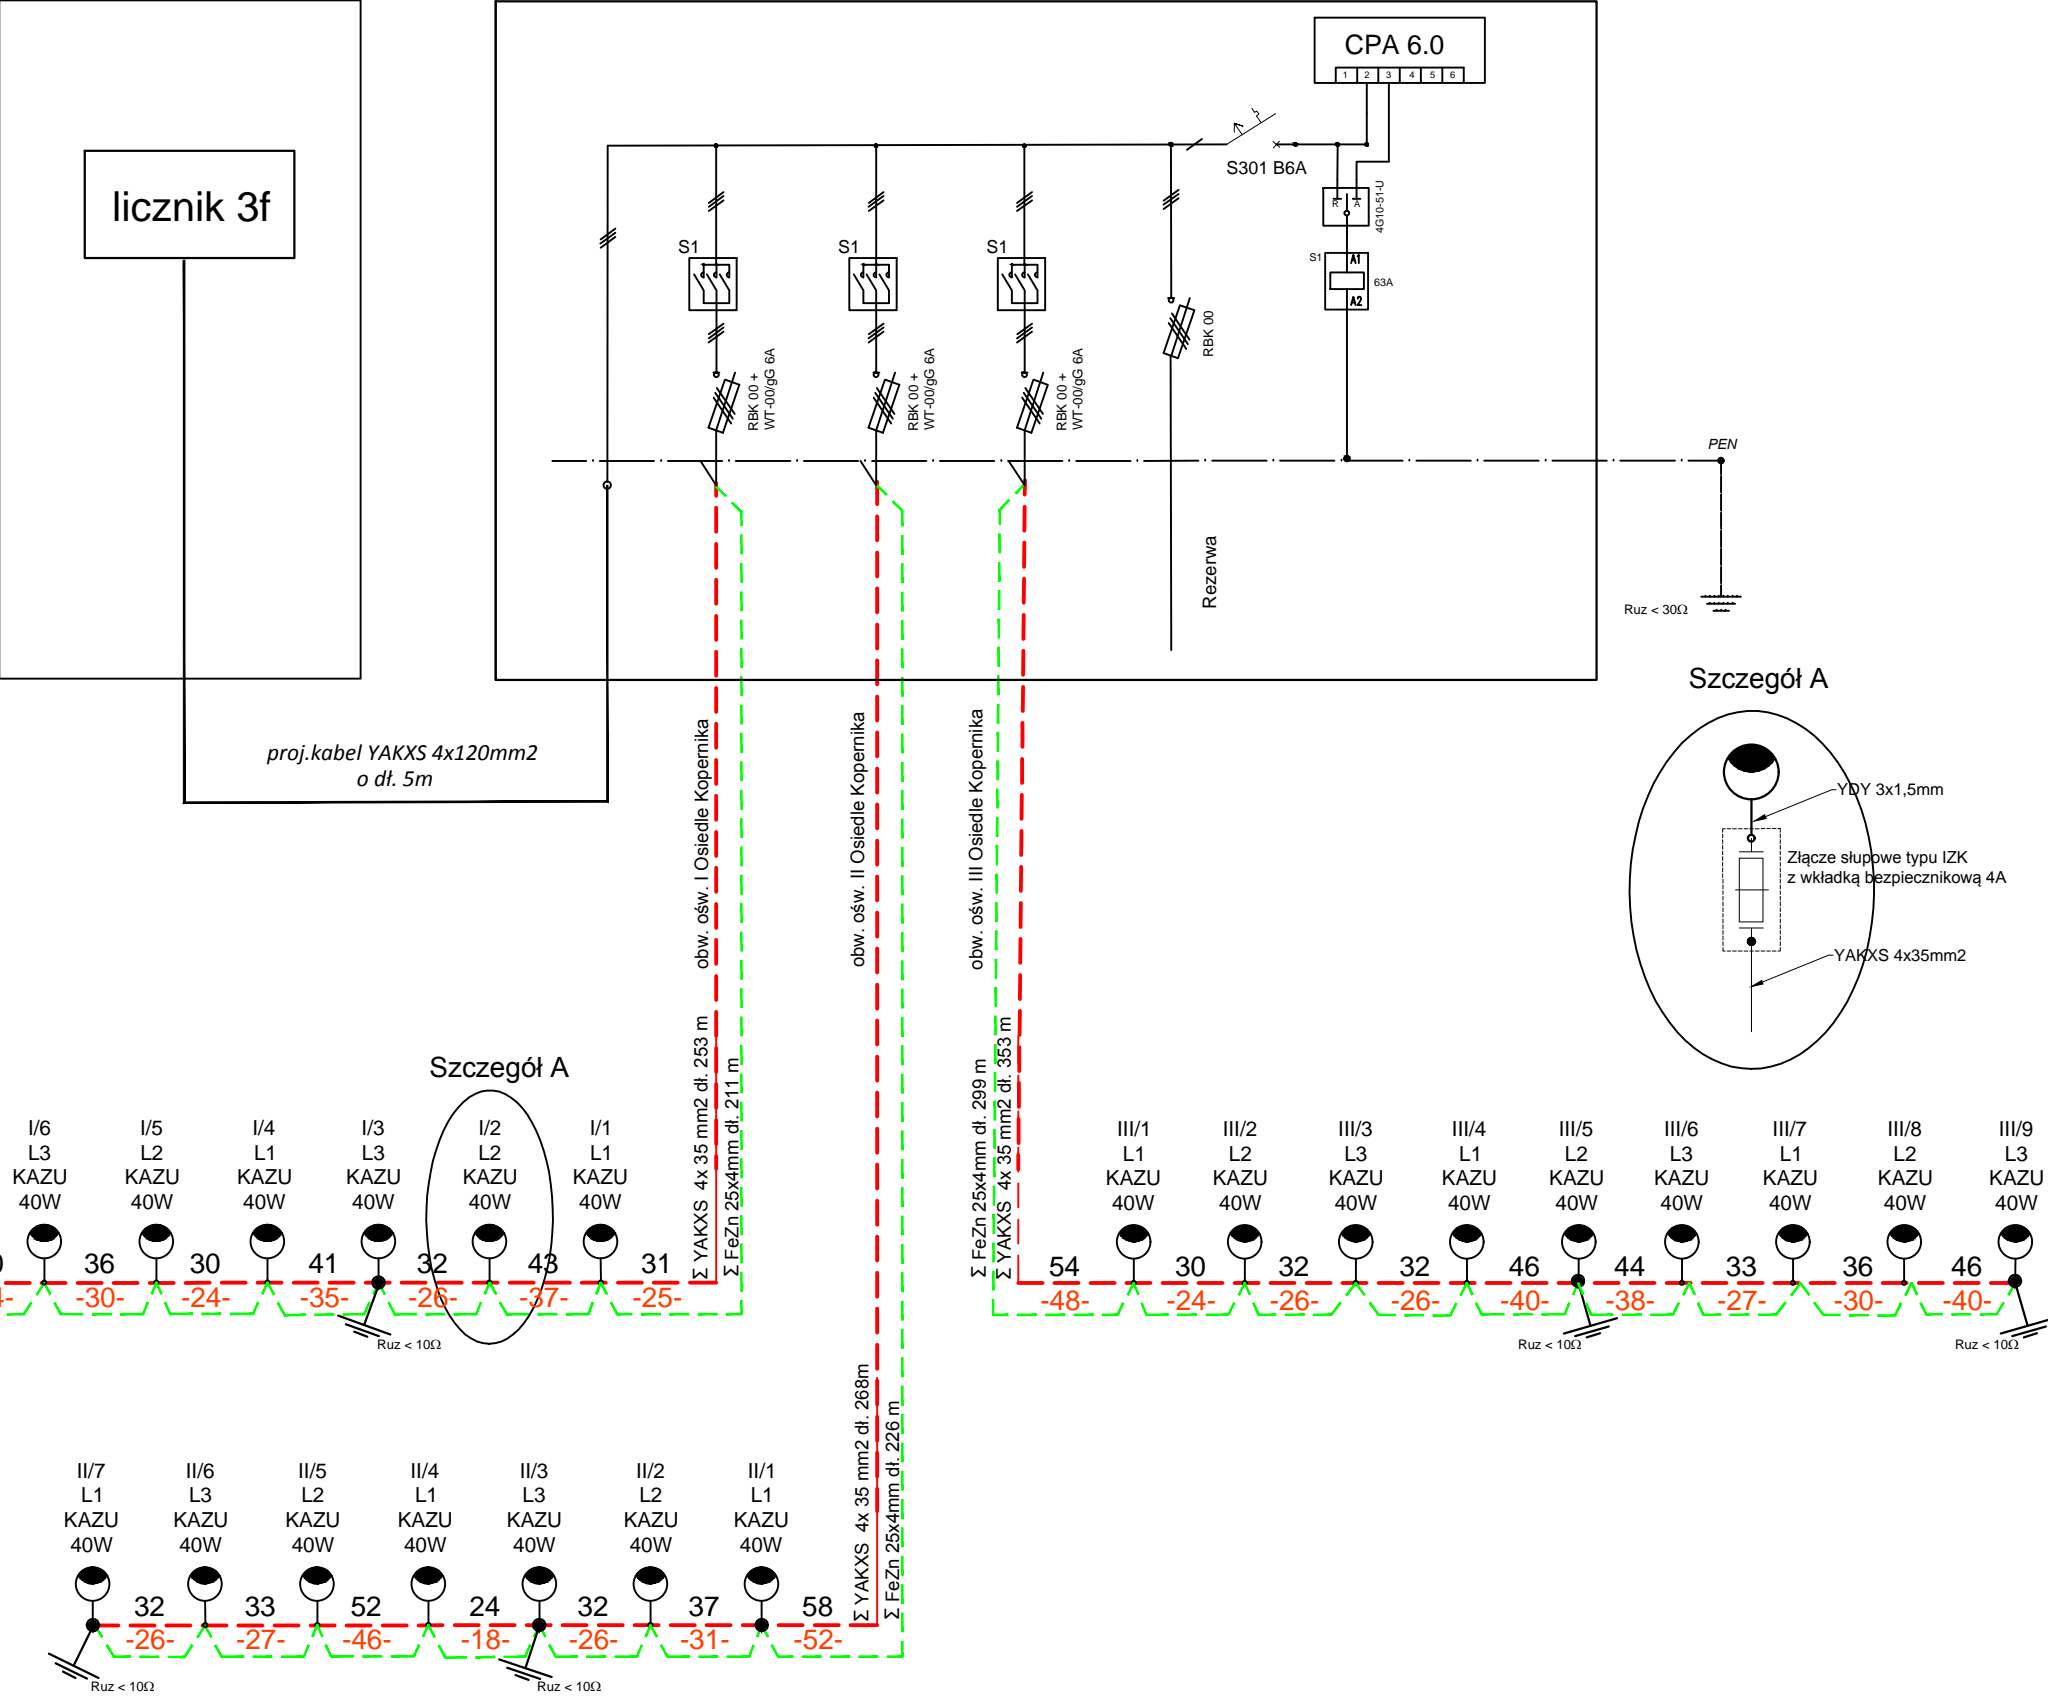 CPA 6.0
1 2 3 4 5 6
licznik 3f
S301 B6A
4G10-51-U
R A
S1
A1
63A
A2
S1
S1
S1
RBK 00 +
WT-00/gG 6A
RBK 00 +
WT-00/gG 6A
RBK 00 +
WT-00/gG 6A
RBK 00
PEN
Rezerwa
Ruz < 30Ω
proj.kabel YAKXS 4x120mm2
o dł. 5m
obw. ośw. I Osiedle Kopernika
obw. ośw. II Osiedle Kopernika
obw. ośw. III Osiedle Kopernika
Szczegół A
YDY 3x1,5mm
Złącze słupowe typu IZK
z wkładką bezpiecznikową 4A
YAKXS 4x35mm2
Σ YAKXS 4x 35 mm2 dł. 253 m
Σ FeZn 25x4mm dł. 211 m
Σ FeZn 25x4mm dł. 299 m
Σ YAKXS 4x 35 mm2 dł. 353 m
Szczegół A
I/6 I/5 I/4 I/3 I/2 I/1
L3 L2 L1 L3 L2 L1
KAZU KAZU KAZU KAZU KAZU KAZU
40W 40W 40W 40W 40W 40W
36 30 41 32 43 31
-30- -24- -35- -26- -37- -25-
Ruz < 10Ω
III/1 III/2 III/3 III/4 III/5 III/6 III/7 III/8 III/9
L1 L2 L3 L1 L2 L3 L1 L2 L3
KAZU KAZU KAZU KAZU KAZU KAZU KAZU KAZU KAZU
40W 40W 40W 40W 40W 40W 40W 40W 40W
54 30 32 32 46 44 33 36 46
-48- -24- -26- -26- -40- -38- -27- -30- -40-
Ruz < 10Ω Ruz < 10Ω
Σ YAKXS 4x 35 mm2 dł. 268m
Σ FeZn 25x4mm dł. 226 m
II/7 II/6 II/5 II/4 II/3 II/2 II/1
L1 L3 L2 L1 L3 L2 L1
KAZU KAZU KAZU KAZU KAZU KAZU KAZU
40W 40W 40W 40W 40W 40W 40W
32 33 52 24 32 37 58
-26- -27- -46- -18- -26- -31- -52-
Ruz < 10Ω Ruz < 10Ω